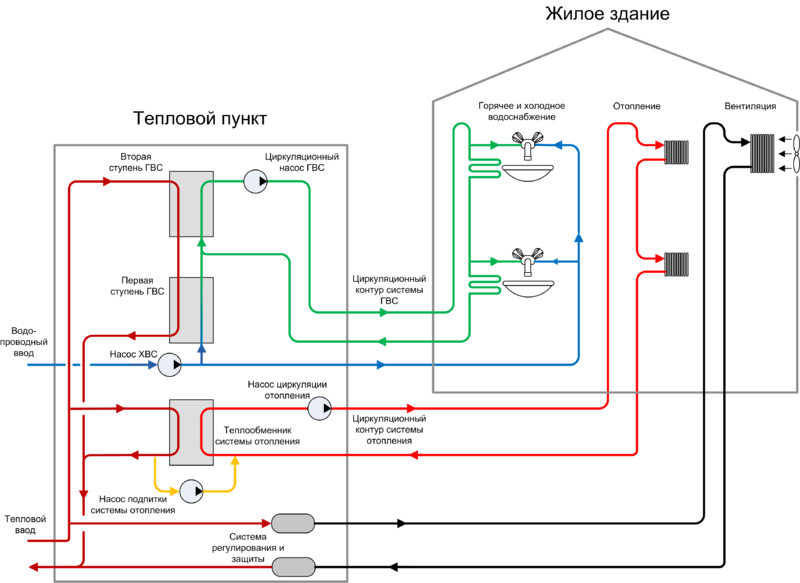 Жилое здание
Тепловой пункт
Горячее и холодное
водоснабжение
Отопление
Вентиляция
Вторая
ступень ГВС
Циркуляционный
насос ГВС
Первая
ступень ГВС
Циркуляционный
контур системы
ГВС
Водо-
проводный
ввод
Насос ХВС
Насос циркуляции
отопления
Теплообменник
системы отопления
Циркуляционный
контур системы
отопления
Насос подпитки
системы отопления
Тепловой
ввод
Система
регулирования и
защиты